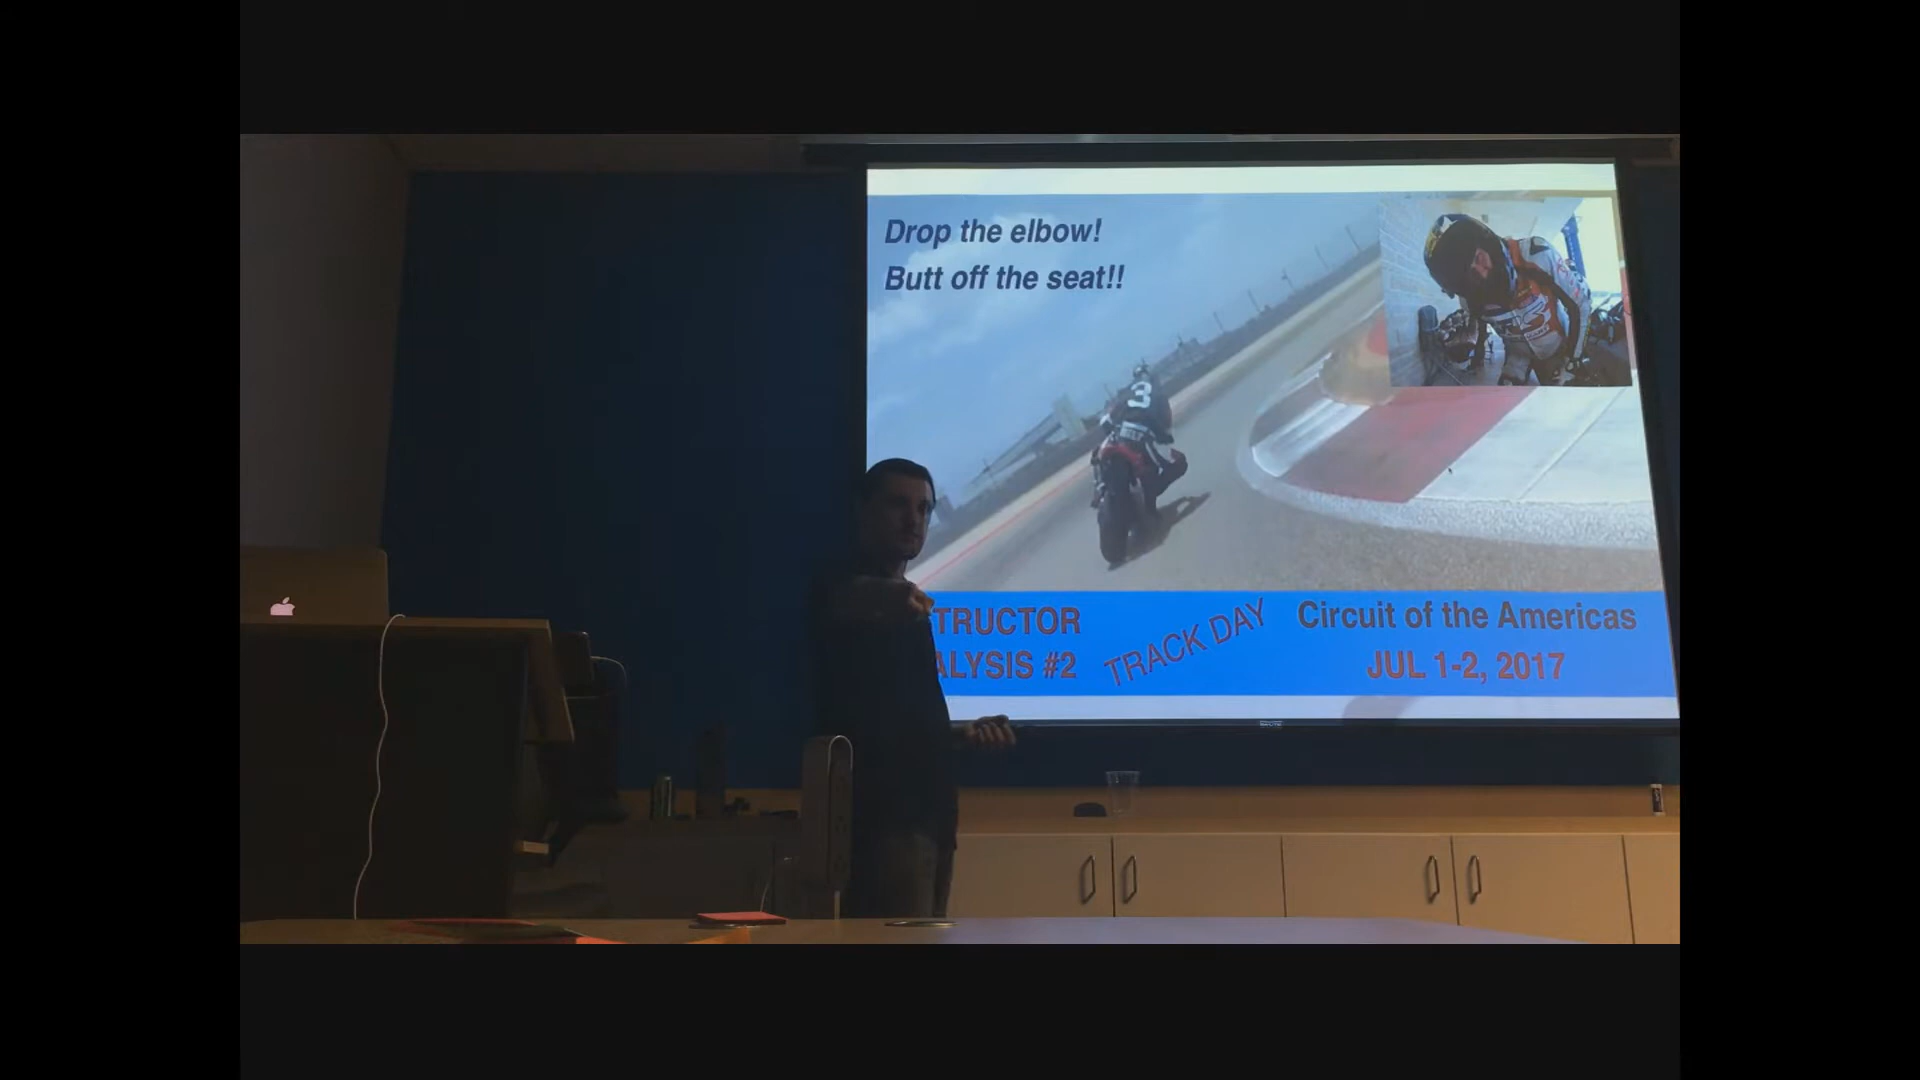 Drop the elbow!
Butt off the seat!!
3
TRUCTOR
ALYSIS #2
TRACK DAY
Circuit of the Americas
JUL 1-2, 2017